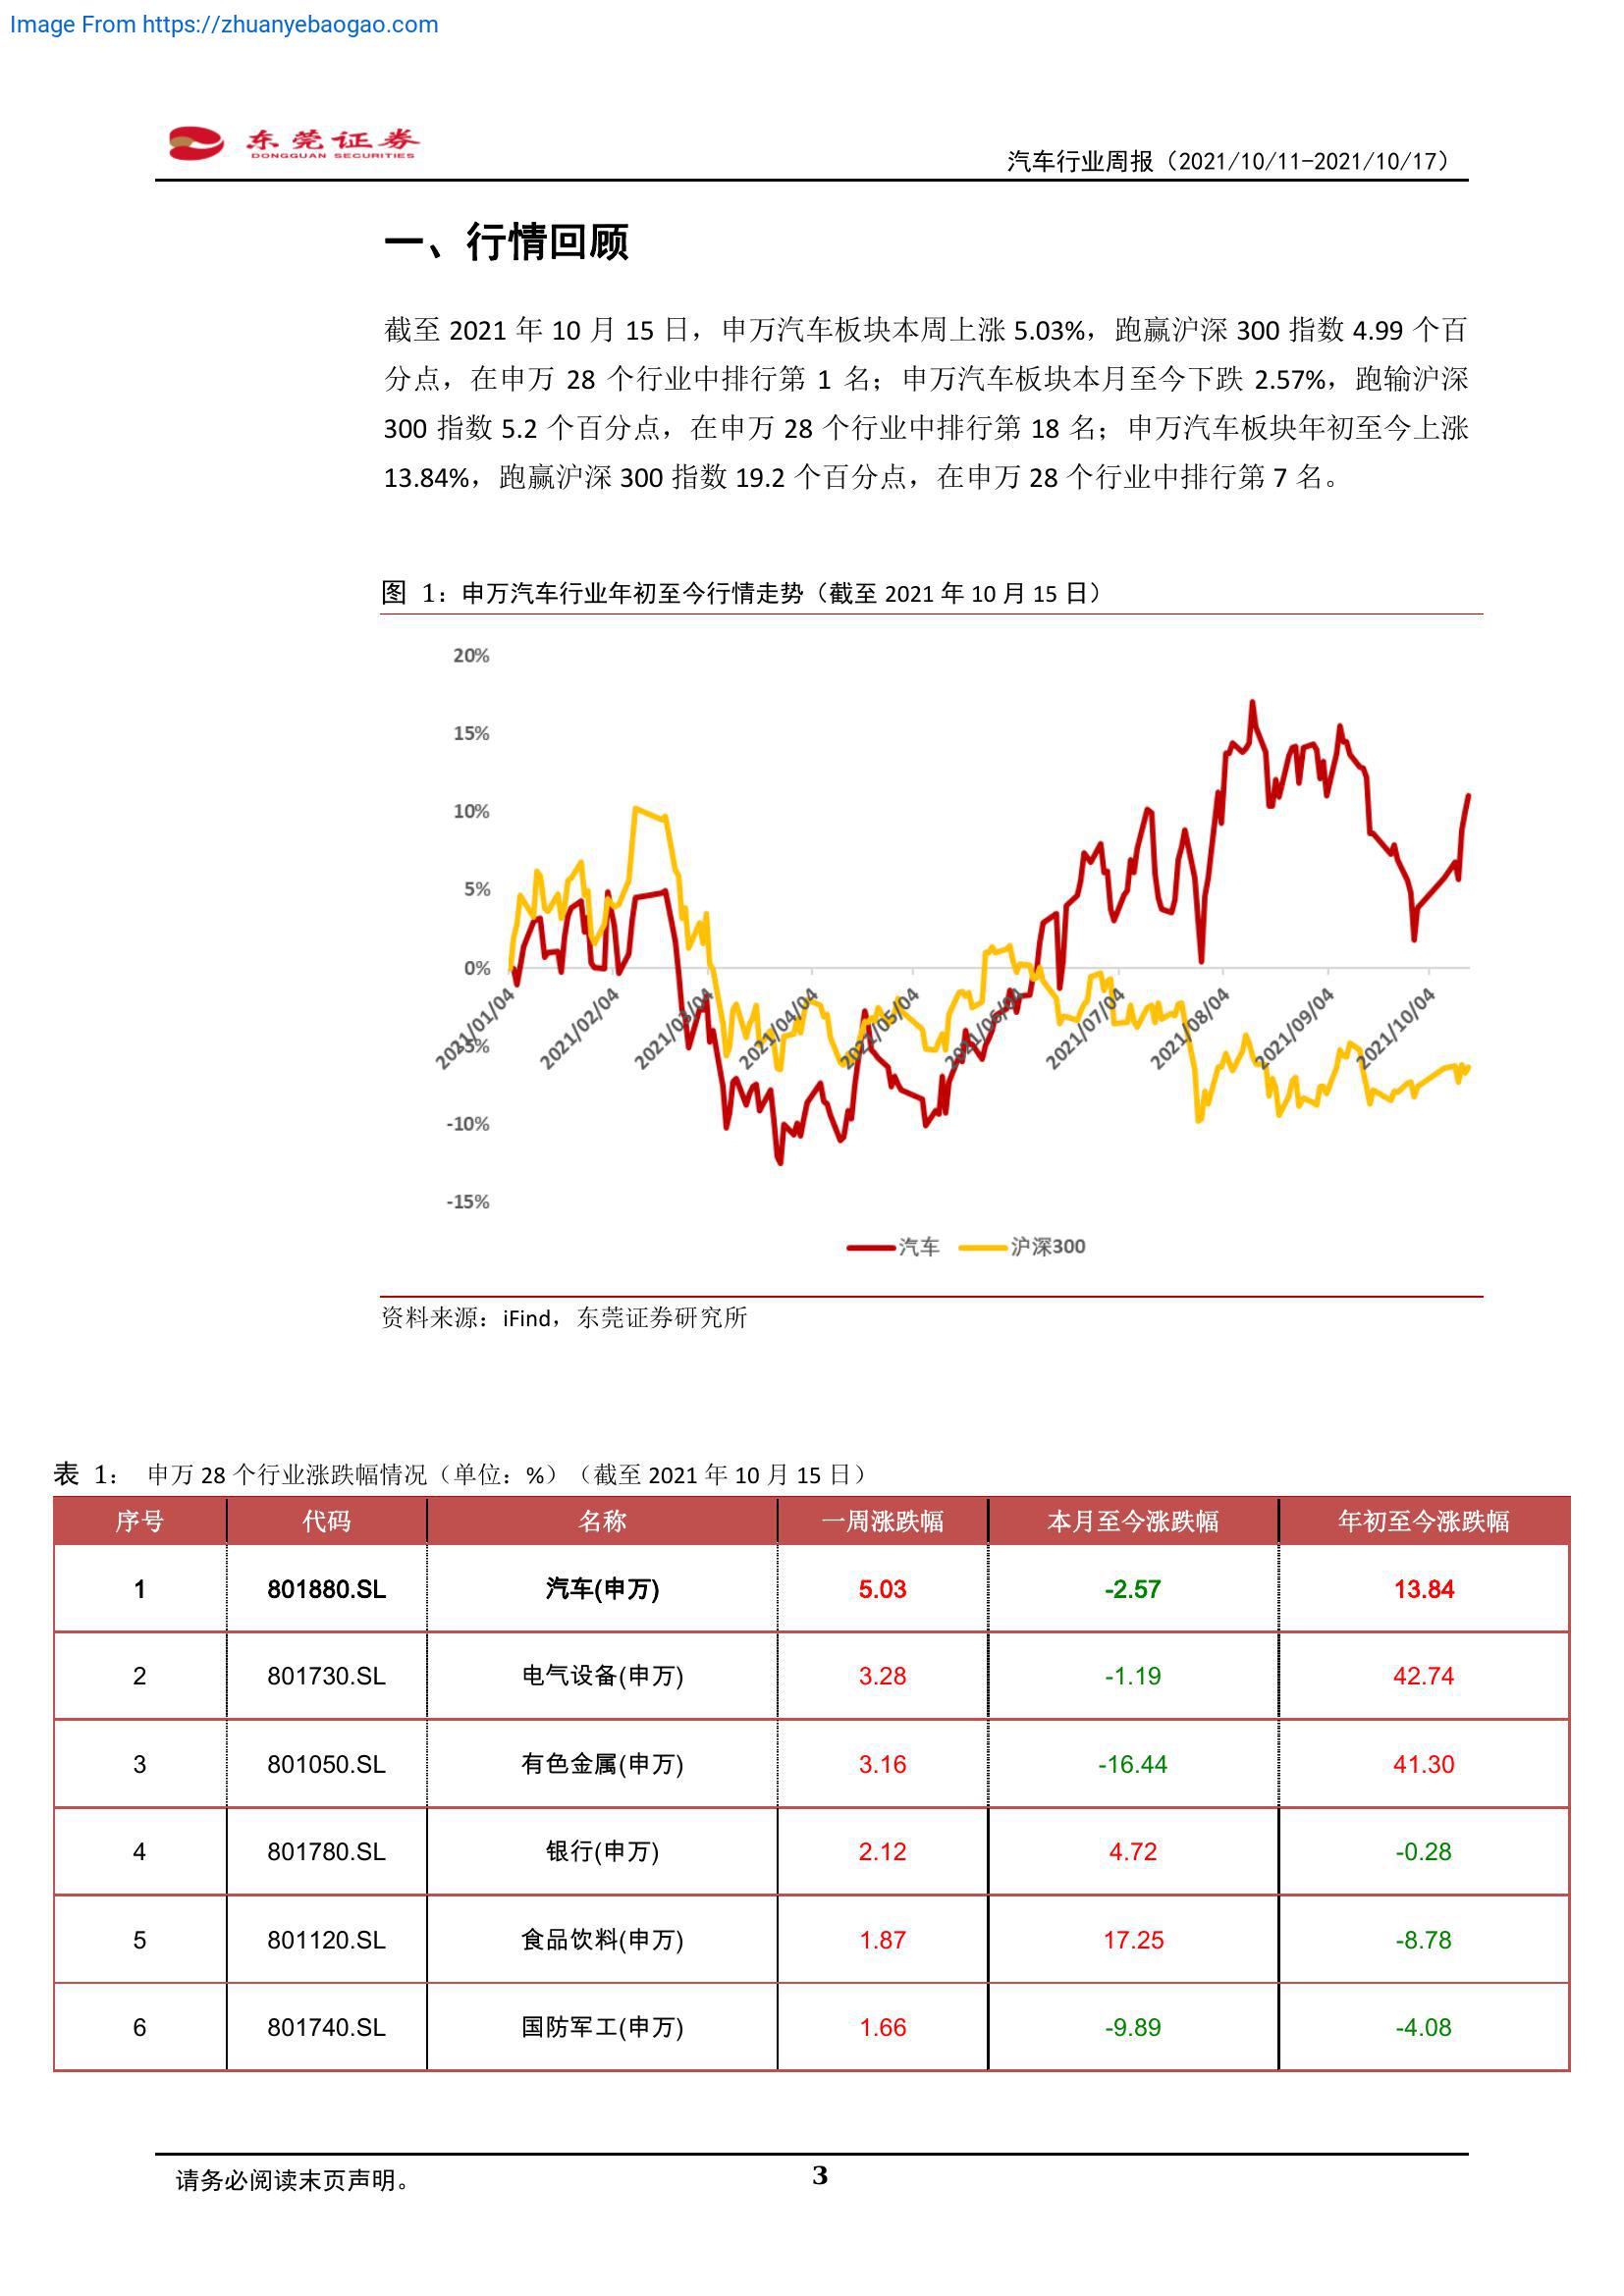 Image From https://zhuanyebaogao.com
东莞证券
DONGGUAN SECURITIES
汽车行业周报（2021/10/11-2021/10/17）
一、行情回顾
截至 2021 年 10 月 15 日，申万汽车板块本周上涨 5.03%，跑赢沪深 300 指数 4.99 个百
分点，在申万 28 个行业中排行第 1 名；申万汽车板块本月至今下跌 2.57%，跑输沪深
300 指数 5.2 个百分点，在申万 28 个行业中排行第 18 名；申万汽车板块年初至今上涨
13.84%，跑赢沪深 300 指数 19.2 个百分点，在申万 28 个行业中排行第 7 名。
图 1：申万汽车行业年初至今行情走势（截至 2021 年 10 月 15 日）
20%
15%
10%
5%
0%
-5%
-10%
-15%
2021/01/04 2021/02/04 2021/03/04 2021/04/04 2021/05/04 2021/06/04 2021/07/04 2021/08/04 2021/09/04 2021/10/04
汽车 沪深300
资料来源：iFind，东莞证券研究所
表 1： 申万 28 个行业涨跌幅情况（单位：%）（截至 2021 年 10 月 15 日）
序号 代码 名称 一周涨跌幅 本月至今涨跌幅 年初至今涨跌幅
1 801880.SL 汽车(申万) 5.03 -2.57 13.84
2 801730.SL 电气设备(申万) 3.28 -1.19 42.74
3 801050.SL 有色金属(申万) 3.16 -16.44 41.30
4 801780.SL 银行(申万) 2.12 4.72 -0.28
5 801120.SL 食品饮料(申万) 1.87 17.25 -8.78
6 801740.SL 国防军工(申万) 1.66 -9.89 -4.08
请务必阅读末页声明。
3